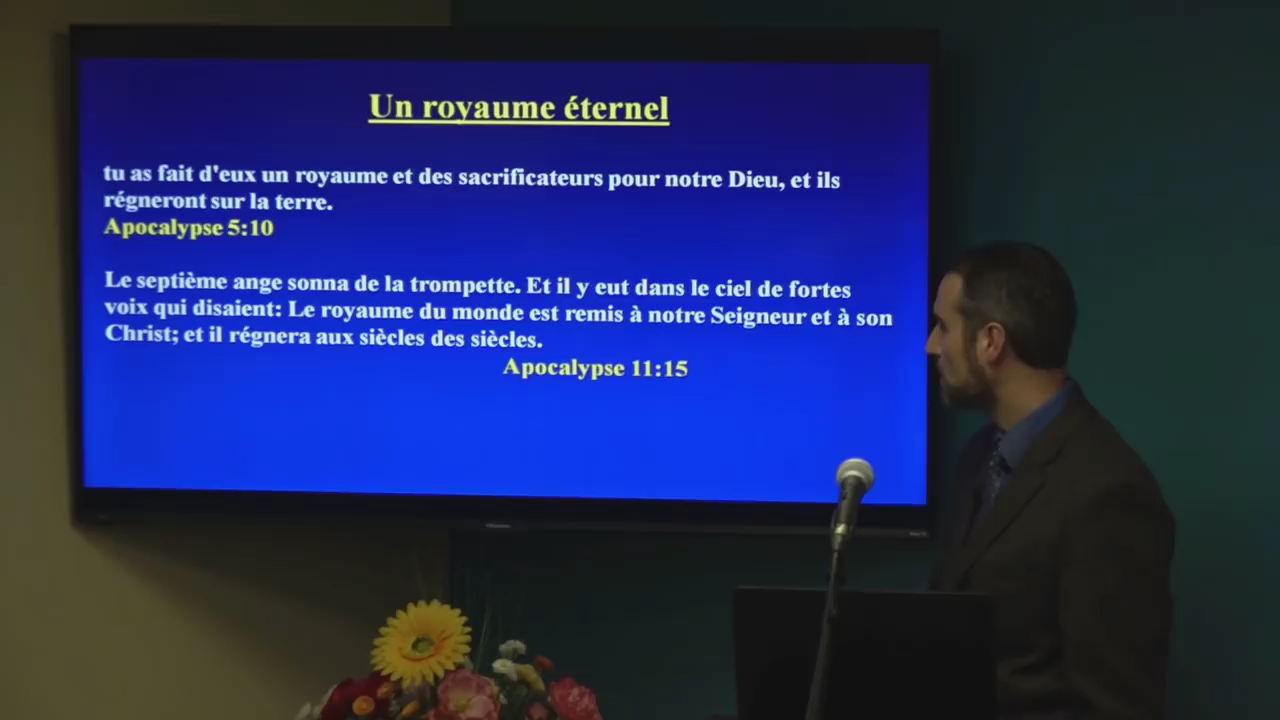 Un royaume éternel
tu as fait d'eux un royaume et des sacrificateurs pour notre Dieu, et ils
régneront sur la terre.
Apocalypse 5:10
Le septième ange sonna de la trompette. Et il y eut dans le ciel de fortes
voix qui disaient: Le royaume du monde est remis à notre Seigneur et à son
Christ; et il régnera aux siècles des siècles.
Apocalypse 11:15